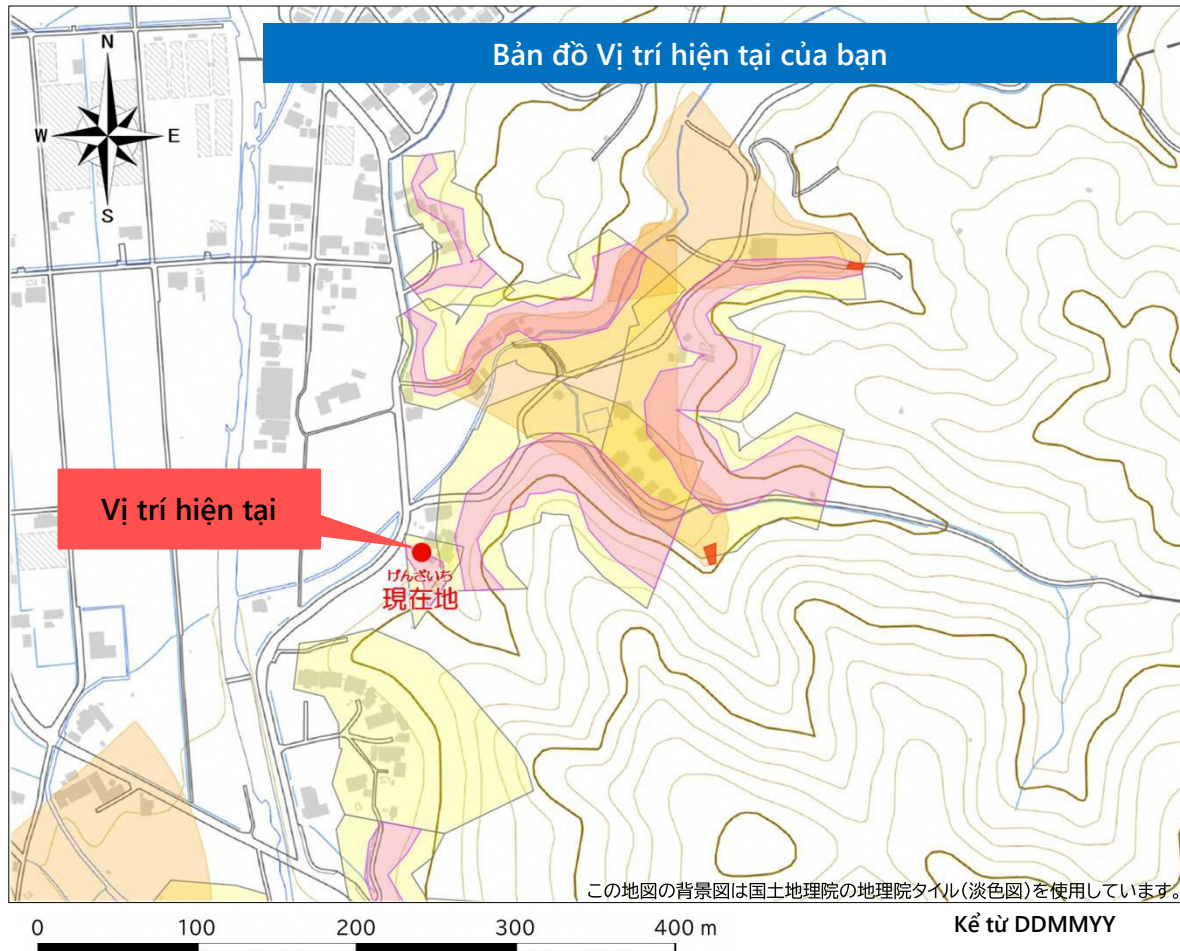 Bản đồ Vị trí hiện tại của bạn
N
W
E
S
Vị trí hiện tại
げんざいち
現在地
この地図の背景図は国土地理院の地理院タイル(淡色図)を使用しています。
0 100 200 300 400 m
Kể từ DDMMYY